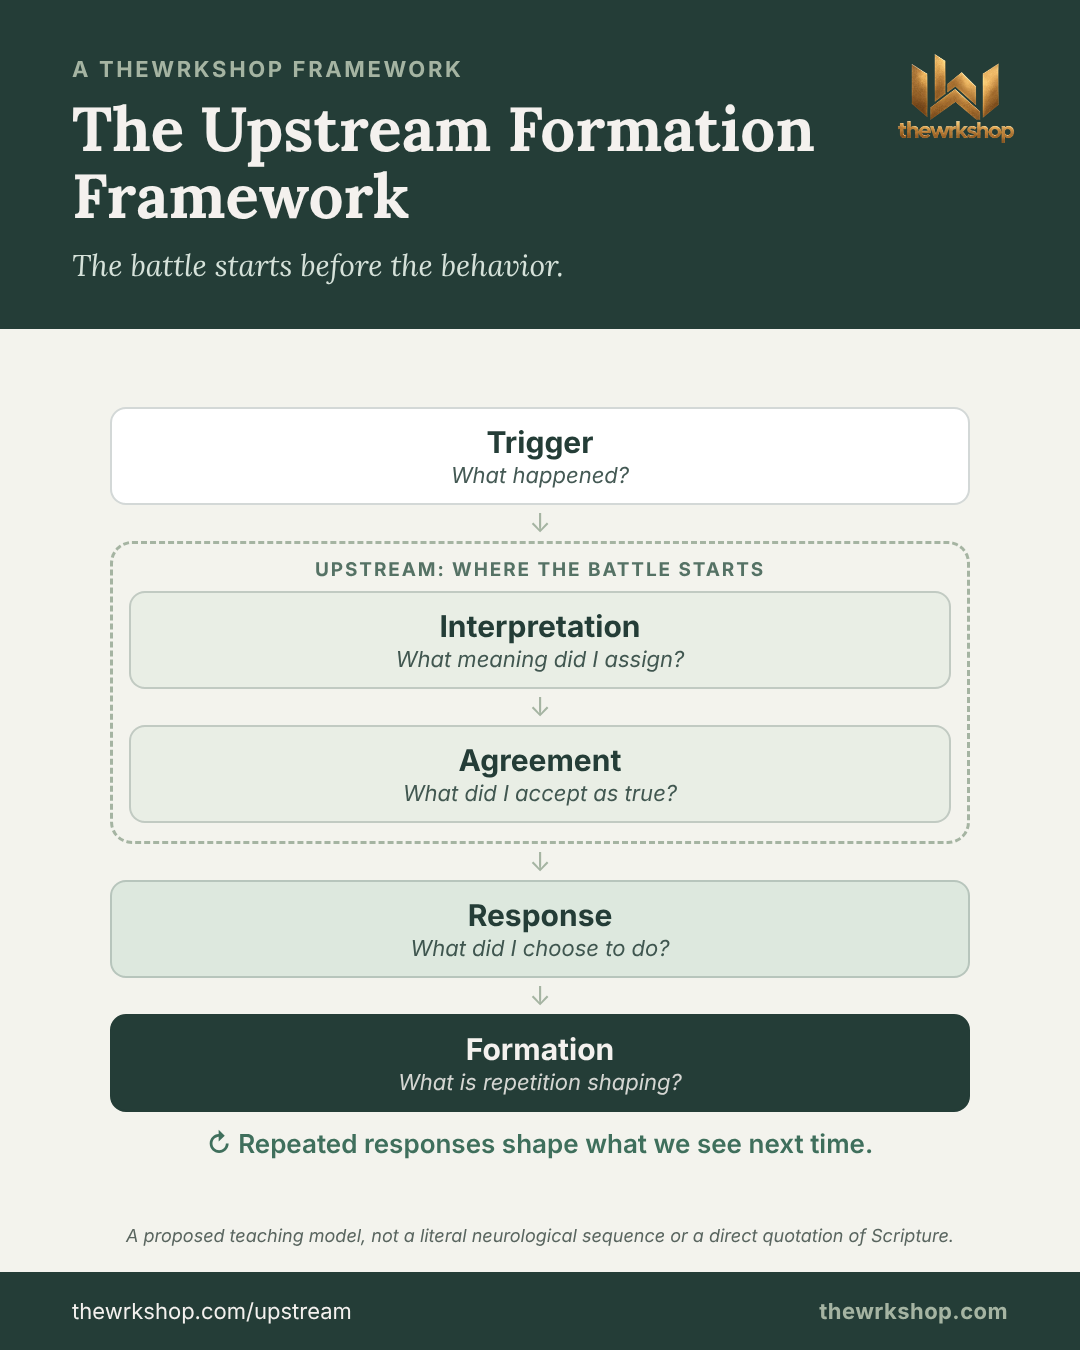 A THEWRKSHOP FRAMEWORK
The Upstream Formation
Framework
The battle starts before the behavior.
thewrkshop
Trigger
What happened?
↓
UPSTREAM: WHERE THE BATTLE STARTS
Interpretation
What meaning did I assign?
↓
Agreement
What did I accept as true?
↓
Response
What did I choose to do?
↓
Formation
What is repetition shaping?
↻ Repeated responses shape what we see next time.
A proposed teaching model, not a literal neurological sequence or a direct quotation of Scripture.
thewrkshop.com/upstream
thewrkshop.com